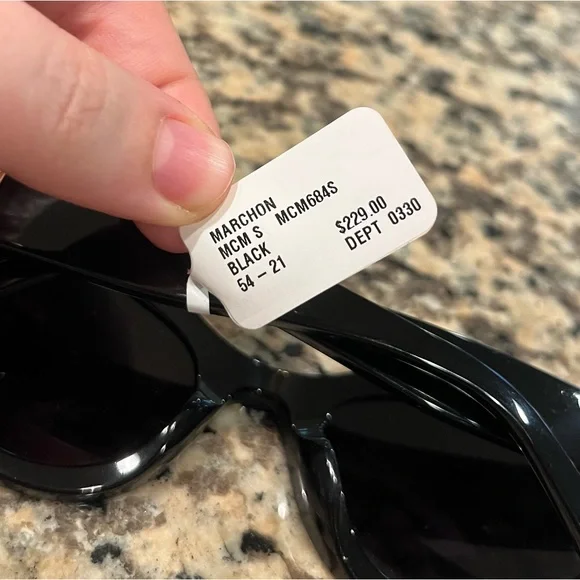 MARCHON
MCM S MCM684S
BLACK $229.00
54-21 DEPT 0330